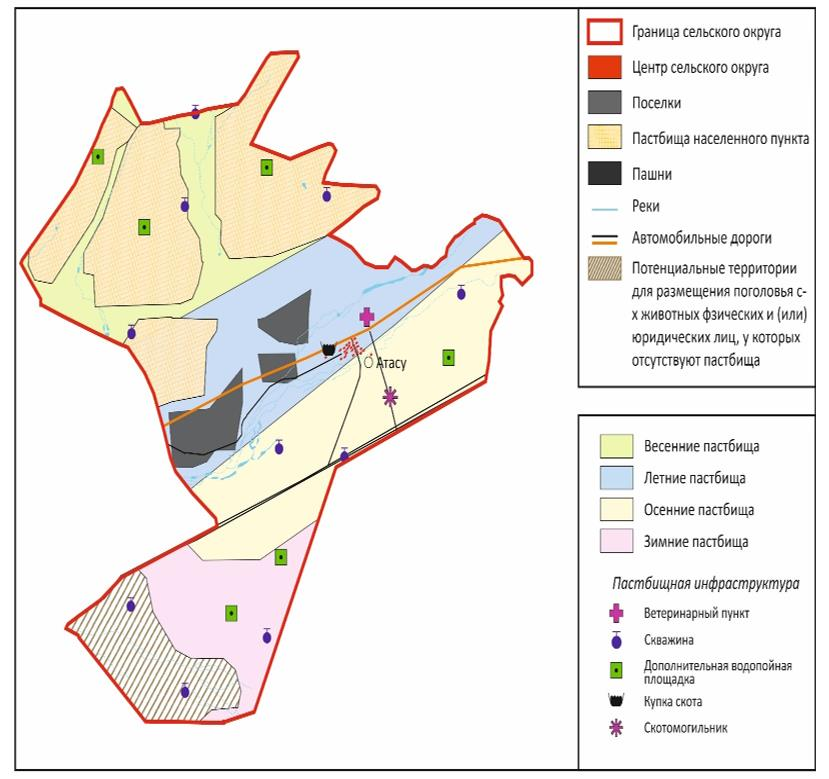 Граница сельского округа
Центр сельского округа
Поселки
Пастбища населенного пункта
Пашни
Реки
Автомобильные дороги
Потенциальные территории
для размещения поголовья с-
х животных фзических и (или)
юридических лиц, у которых
отсутствуют пастбища
Атасу
Весенние пастбища
Летние пастбища
Осенние пастбища
Зимние пастбища
Пастбищная инфраструктура
Ветеринарный пункт
Скважина
Дополнительная водопойная
площадка
Купка скота
Скотомогильник